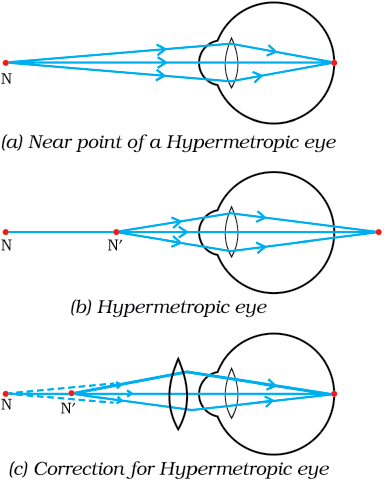 N
(a) Near point of a Hypermetropic eye
N N′
(b) Hypermetropic eye
N N′
(c) Correction for Hypermetropic eye